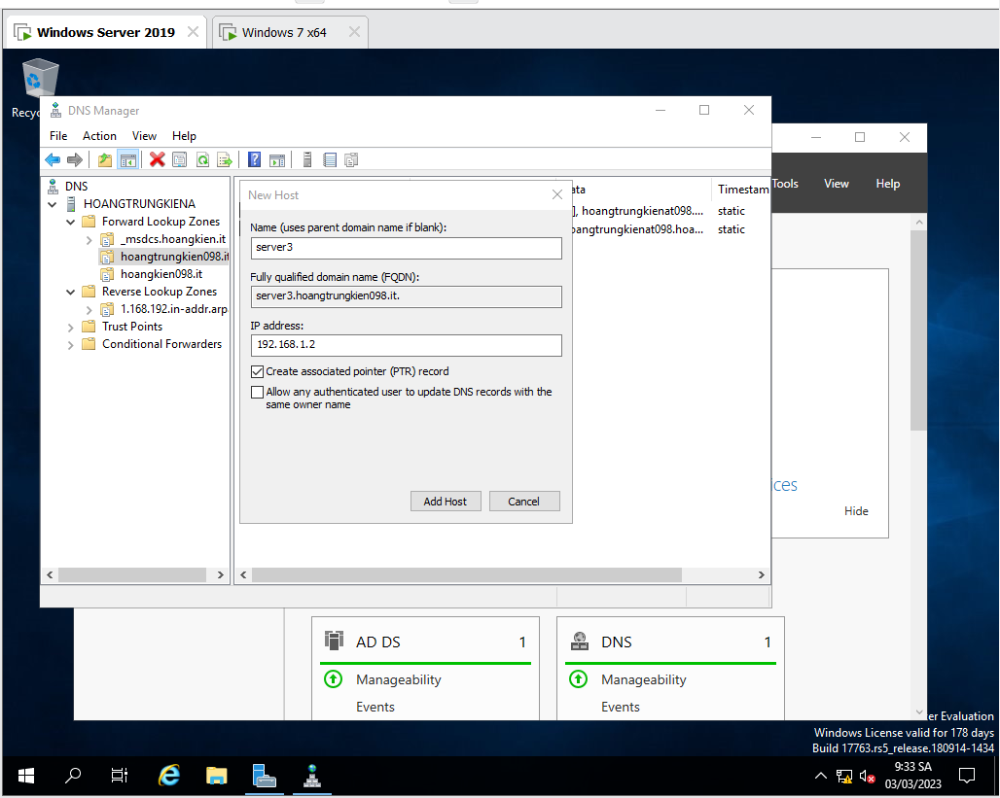 Windows Server 2019
Windows 7 x64
DNS Manager
File Action View Help
Tools View Help
DNS
HOANGTRUNGKIENA
Forward Lookup Zones
_msdcs.hoangkien.it
hoangtrungkien098.it
hoangkien098.it
Reverse Lookup Zones
1.168.192.in-addr.arp
Trust Points
Conditional Forwarders
Timestam
], hoangtrungkienat098.... static
static
New Host
Name (uses parent domain name if blank):
server3
Fully qualified domain name (FQDN):
server3.hoangtrungkien098.it.
IP address:
192.168.1.2
Create associated pointer (PTR) record
Allow any authenticated user to update DNS records with the
same owner name
Add Host Cancel
Hide
AD DS 1
Manageability
Events
DNS 1
Manageability
Events
Evaluation
Windows License valid for 178 days
Build 17763.rs5_release.180914-1434
9:33 SA
03/03/2023